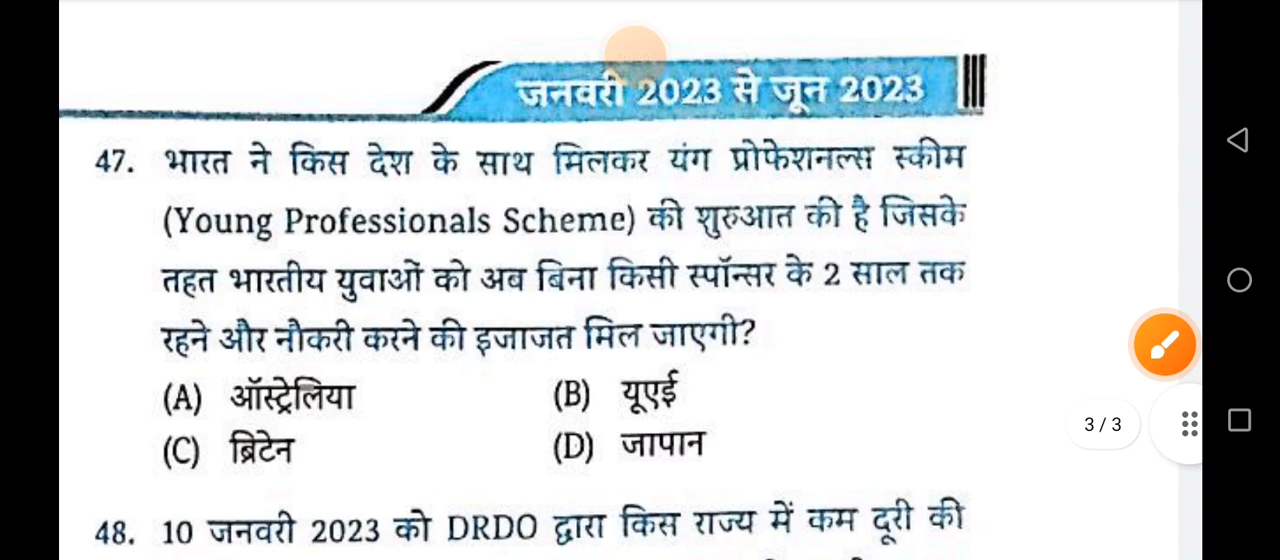 जनवरी 2023 से जून 2023
47. भारत ने किस देश के साथ मिलकर यंग प्रोफेशनल्स स्कीम
(Young Professionals Scheme) की शुरुआत की है जिसके
तहत भारतीय युवाओं को अब बिना किसी स्पॉन्सर के 2 साल तक
रहने और नौकरी करने की इजाजत मिल जाएगी?
(A) ऑस्ट्रेलिया (B) यूएई
(C) ब्रिटेन (D) जापान
3 / 3
48. 10 जनवरी 2023 को DRDO द्वारा किस राज्य में कम दूरी की